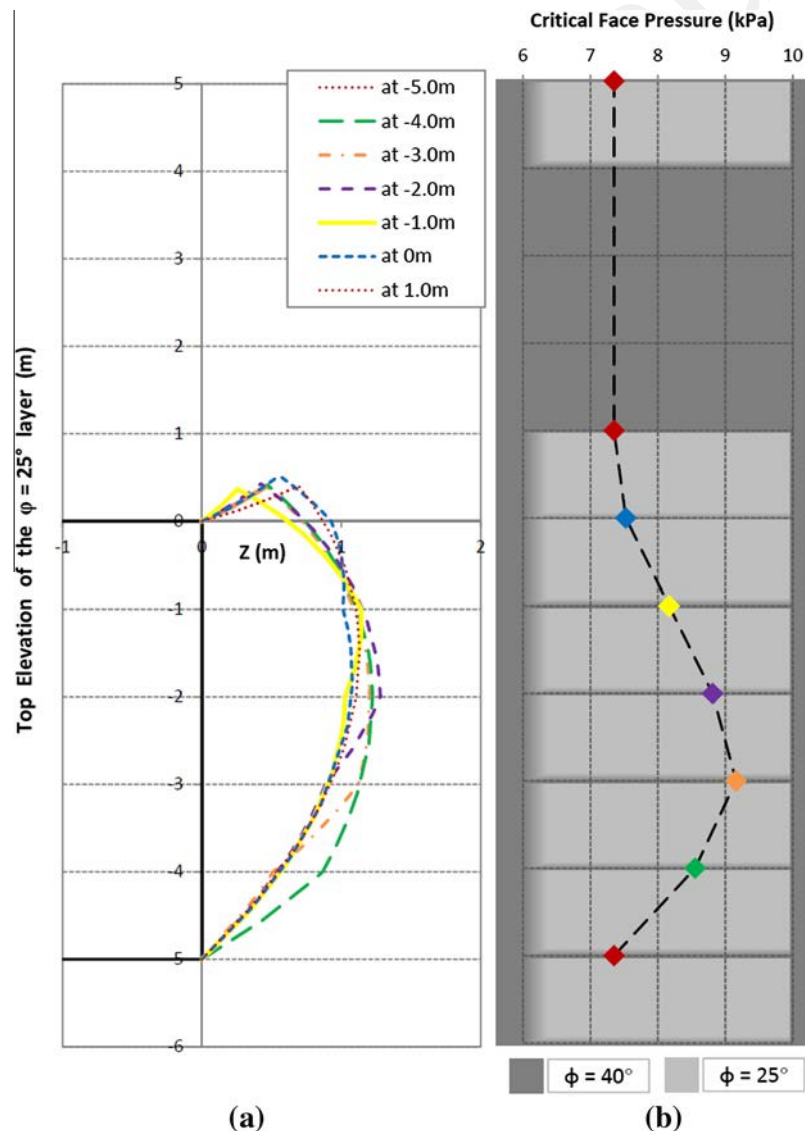 Critical Face Pressure (kPa)
6 7 8 9 10
5
4
3
2
1
0
-1
-2
-3
-4
-5
-6
-1 0 1 2
Z (m)
Top Elevation of the φ = 25° layer (m)
at -5.0m
at -4.0m
at -3.0m
at -2.0m
at -1.0m
at 0m
at 1.0m
ϕ = 40° ϕ = 25°
(a) (b)